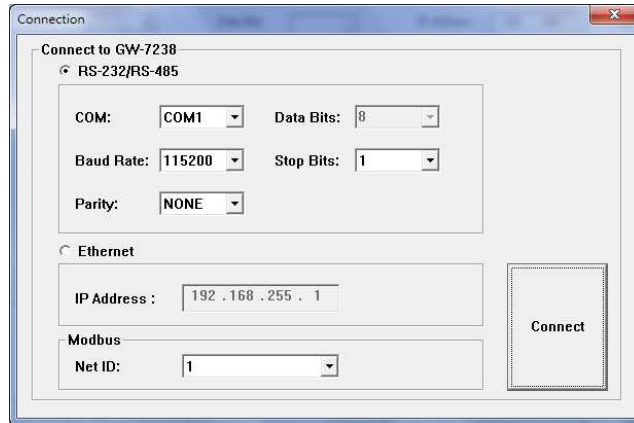 Connection
Connect to GW-7238
RS-232/RS-485
COM: COM1 Data Bits: 8
Baud Rate: 115200 Stop Bits: 1
Parity: NONE
Ethernet
IP Address : 192 . 168 . 255 . 1
Modbus
Net ID: 1
Connect